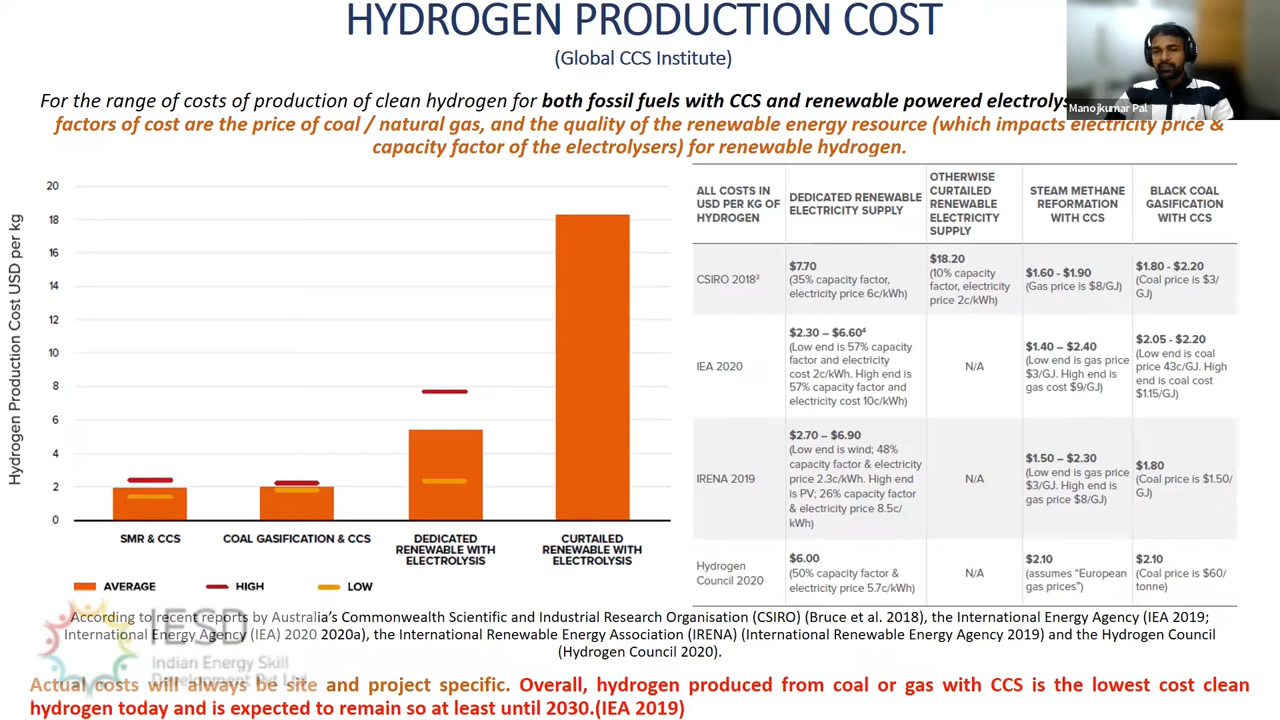 HYDROGEN PRODUCTION COST
(Global CCS Institute)
For the range of costs of production of clean hydrogen for both fossil fuels with CCS and renewable powered electrolys
factors of cost are the price of coal / natural gas, and the quality of the renewable energy resource (which impacts electricity price &
capacity factor of the electrolysers) for renewable hydrogen.
Manojkumar Pal
Hydrogen Production Cost USD per kg
20
18
16
14
12
10
8
6
4
2
0
SMR & CCS
COAL GASIFICATION & CCS
DEDICATED
RENEWABLE WITH
ELECTROLYSIS
CURTAILED
RENEWABLE WITH
ELECTROLYSIS
AVERAGE
HIGH
LOW
ALL COSTS IN
USD PER KG OF
HYDROGEN
DEDICATED RENEWABLE
ELECTRICITY SUPPLY
OTHERWISE
CURTAILED
RENEWABLE
ELECTRICITY
SUPPLY
STEAM METHANE
REFORMATION
WITH CCS
BLACK COAL
GASIFICATION
WITH CCS
CSIRO 2018³
$7.70
(35% capacity factor,
electricity price 6c/kWh)
$18.20
(10% capacity
factor, electricity
price 2c/kWh)
$1.60 - $1.90
(Gas price is $8/GJ)
$1.80 - $2.20
(Coal price is $3/
GJ)
IEA 2020
$2.30 – $6.60⁴
(Low end is 57% capacity
factor and electricity
cost 2c/kWh. High end is
57% capacity factor and
electricity cost 10c/kWh)
N/A
$1.40 – $2.40
(Low end is gas price
$3/GJ. High end is
gas cost $9/GJ)
$2.05 - $2.20
(Low end is coal
price 43c/GJ. High
end is coal cost
$1.15/GJ)
IRENA 2019
$2.70 – $6.90
(Low end is wind; 48%
capacity factor & electricity
price 2.3c/kWh. High end
is PV; 26% capacity factor
& electricity price 8.5c/
kWh)
N/A
$1.50 – $2.30
(Low end is gas price
$3/GJ. High end is
gas price $8/GJ)
$1.80
(Coal price is $1.50/
GJ)
Hydrogen
Council 2020
$6.00
(50% capacity factor &
electricity price 5.7c/kWh)
N/A
$2.10
(assumes “European
gas prices”)
$2.10
(Coal price is $60/
tonne)
According to recent reports by Australia's Commonwealth Scientific and Industrial Research Organisation (CSIRO) (Bruce et al. 2018), the International Energy Agency (IEA 2019;
International Energy Agency (IEA) 2020 2020a), the International Renewable Energy Association (IRENA) (International Renewable Energy Agency 2019) and the Hydrogen Council
(Hydrogen Council 2020).
IESD
Indian Energy Skill
Development Pvt Ltd
Actual costs will always be site and project specific. Overall, hydrogen produced from coal or gas with CCS is the lowest cost clean
hydrogen today and is expected to remain so at least until 2030.(IEA 2019)